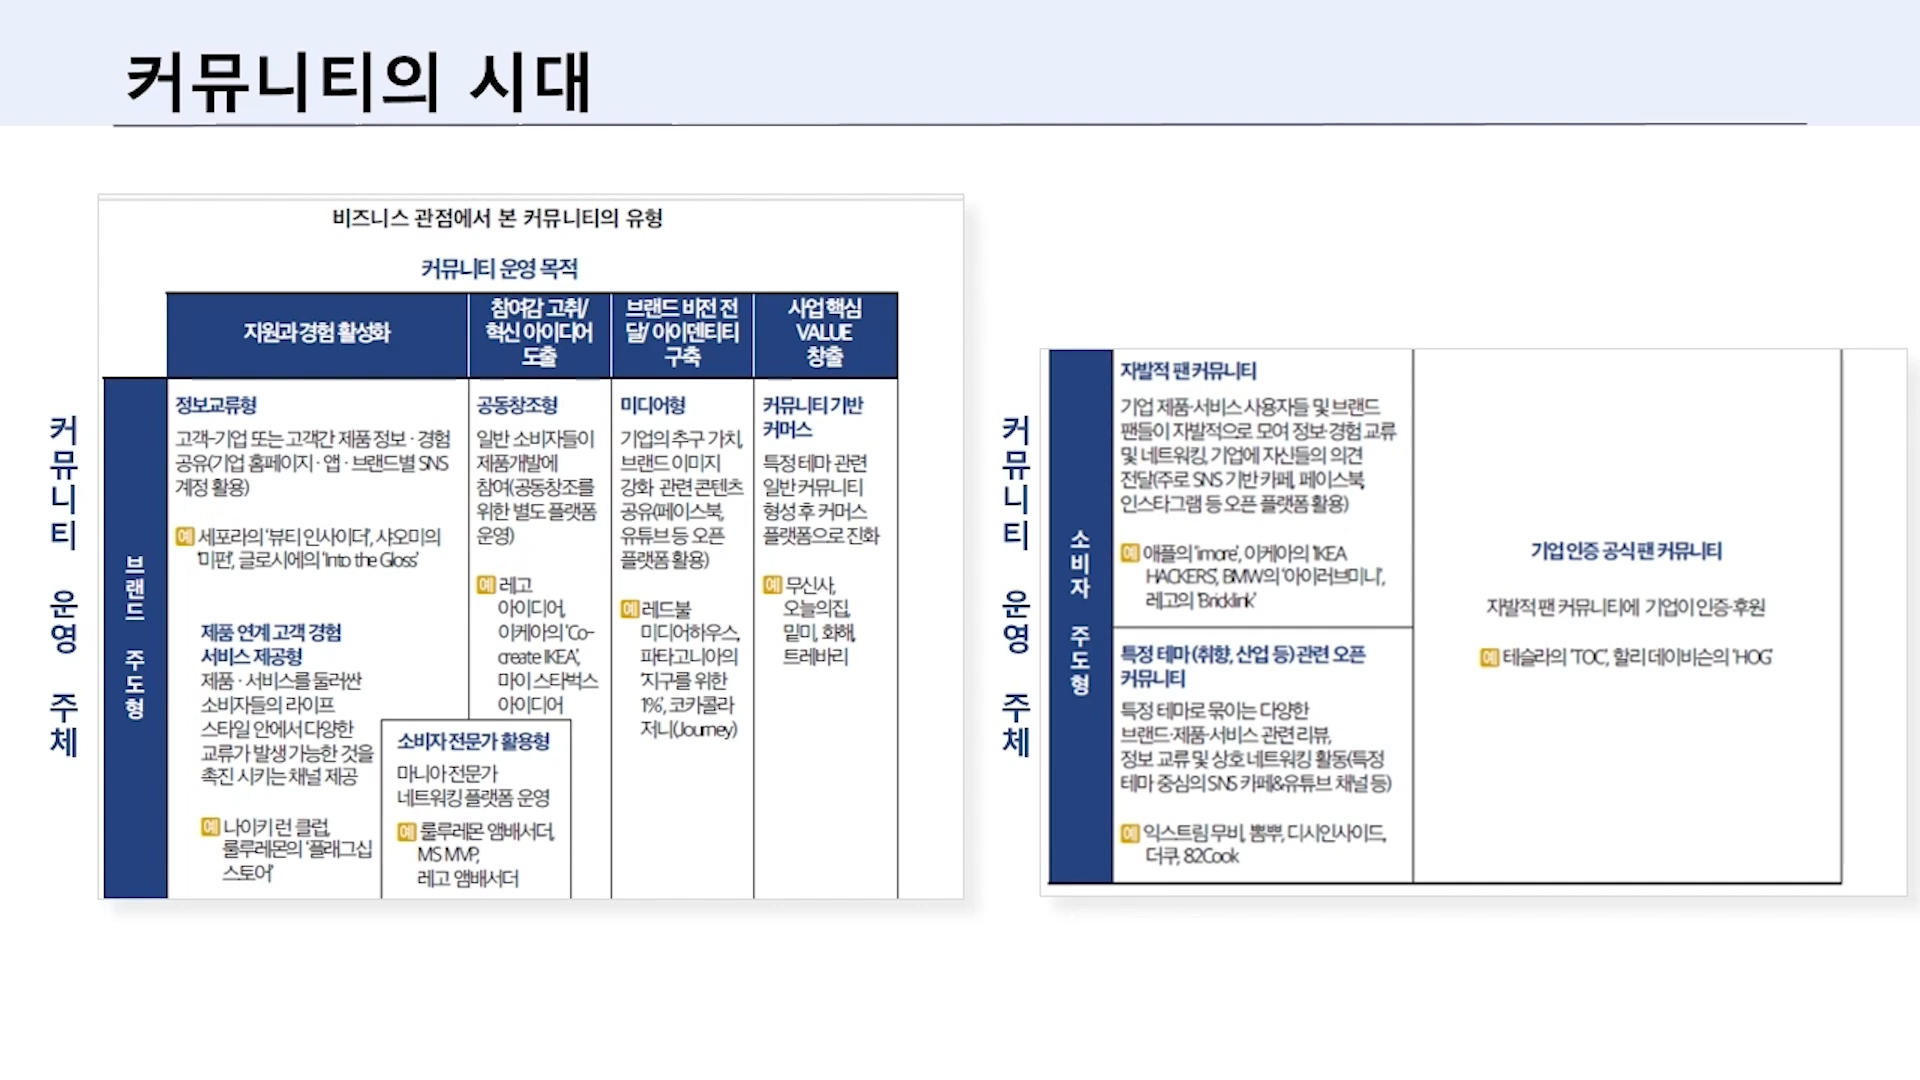 커뮤니티의 시대
비즈니스 관점에서 본 커뮤니티의 유형
커뮤니티 운영 목적
커뮤니티 운영 주체
지원과 경험 활성화
참여감 고취/
혁신 아이디어
도출
브랜드 비전 전
달/ 아이덴티티
구축
사업 핵심
VALUE
창출
브랜드 주도형
정보교류형
고객-기업 또는 고객간 제품 정보 · 경험
공유(기업 홈페이지 · 앱 · 브랜드별 SNS
계정 활용)
예 세포라의 '뷰티 인사이더', 샤오미의
'미펀', 글로시에의 'Into the Gloss'
제품 연계 고객 경험
서비스 제공형
제품 · 서비스를 둘러싼
소비자들의 라이프
스타일 안에서 다양한
교류가 발생 가능한 것을
촉진 시키는 채널 제공
예 나이키 런 클럽,
룰루레몬의 '플래그십
스토어'
소비자 전문가 활용형
마니아 전문가
네트워킹 플랫폼 운영
예 룰루레몬 앰배서더,
MS MVP,
레고 앰배서더
공동창조형
일반 소비자들이
제품개발에
참여(공동창조를
위한 별도 플랫폼
운영)
예 레고
아이디어,
이케아의 'Co-
create IKEA',
마이 스타벅스
아이디어
미디어형
기업의 추구 가치,
브랜드 이미지
강화 관련 콘텐츠
공유(페이스북,
유튜브 등 오픈
플랫폼 활용)
예 레드불
미디어하우스,
파타고니아의
'지구를 위한
1%', 코카콜라
저니(Journey)
커뮤니티 기반
커머스
특정 테마 관련
일반 커뮤니티
형성 후 커머스
플랫폼으로 진화
예 무신사,
오늘의집,
밑미, 화해,
트레바리
커뮤니티 운영 주체
소비자 주도형
자발적 팬 커뮤니티
기업 제품·서비스 사용자들 및 브랜드
팬들이 자발적으로 모여 정보·경험 교류
및 네트워킹, 기업에 자신들의 의견
전달(주로 SNS 기반 카페, 페이스북,
인스타그램 등 오픈 플랫폼 활용)
예 애플의 'imore', 이케아의 'IKEA
HACKERS', BMW의 '아이러브미니',
레고의 'Bricklink'
특정 테마 (취향, 산업 등) 관련 오픈
커뮤니티
특정 테마로 묶이는 다양한
브랜드·제품·서비스 관련 리뷰,
정보 교류 및 상호 네트워킹 활동(특정
테마 중심의 SNS 카페&유튜브 채널 등)
예 익스트림 무비, 뽐뿌, 디시인사이드,
더쿠, 82Cook
기업 인증 공식 팬 커뮤니티
자발적 팬 커뮤니티에 기업이 인증·후원
예 테슬라의 'TOC', 할리 데이비슨의 'HOG'